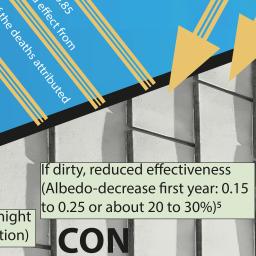 .85
effect from
the deaths attributed
If dirty, reduced effectiveness
(Albedo-decrease first year: 0.15
to 0.25 or about 20 to 30%)⁵
night
tion)
CON